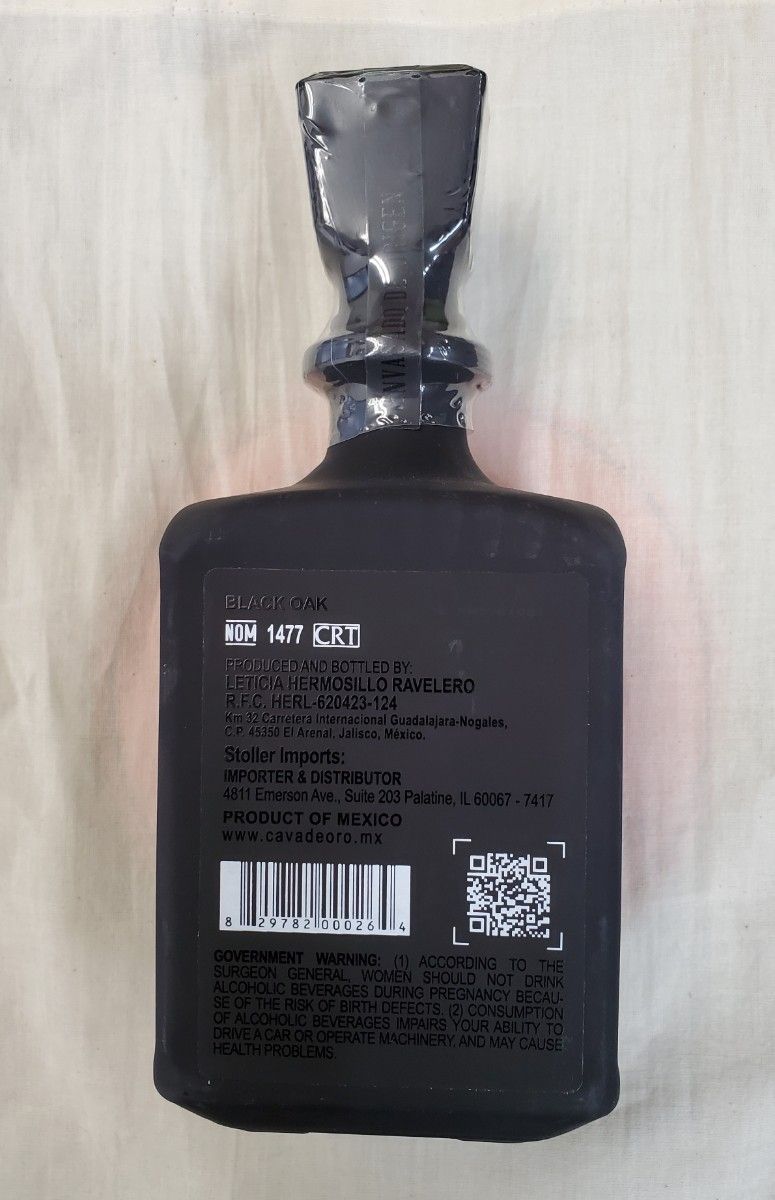 DE
BLACK OAK
NOM 1477 CRT
PRODUCED AND BOTTLED BY:
LETICIA HERMOSILLO RAVELERO
R.F.C. HERL-620423-124
Km 32 Carretera Internacional Guadalajara-Nogales,
C.P. 45350 El Arenal, Jalisco, México.
Stoller Imports:
IMPORTER & DISTRIBUTOR
4811 Emerson Ave., Suite 203 Palatine, IL 60067 - 7417
PRODUCT OF MEXICO
www.cavadeoro.mx
8 29782 00026 4
GOVERNMENT WARNING: (1) ACCORDING TO THE
SURGEON GENERAL, WOMEN SHOULD NOT DRINK
ALCOHOLIC BEVERAGES DURING PREGNANCY BECAU-
SE OF THE RISK OF BIRTH DEFECTS. (2) CONSUMPTION
OF ALCOHOLIC BEVERAGES IMPAIRS YOUR ABILITY TO
DRIVE A CAR OR OPERATE MACHINERY, AND MAY CAUSE
HEALTH PROBLEMS.